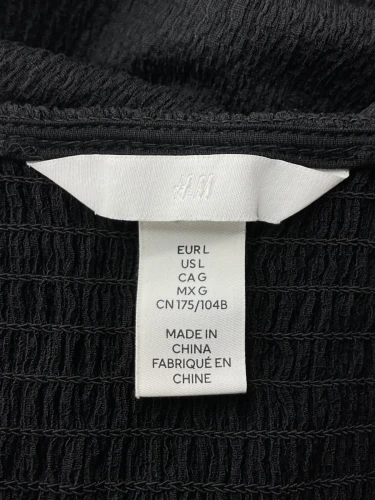 H&M
EUR L
US L
CA G
MX G
CN 175/104B
MADE IN
CHINA
FABRIQUÉ EN
CHINE